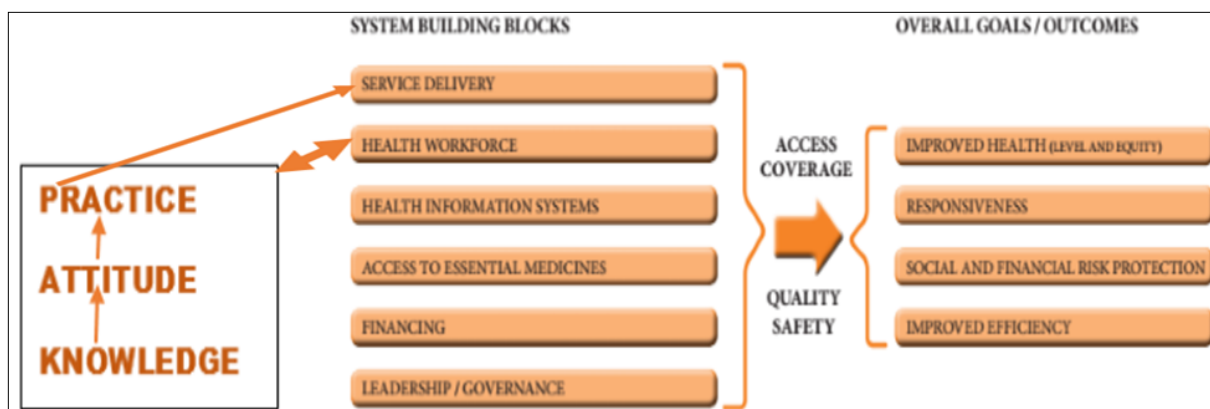 SYSTEM BUILDING BLOCKS
OVERALL GOALS / OUTCOMES
PRACTICE
ATTITUDE
KNOWLEDGE
SERVICE DELIVERY
HEALTH WORKFORCE
HEALTH INFORMATION SYSTEMS
ACCESS TO ESSENTIAL MEDICINES
FINANCING
LEADERSHIP / GOVERNANCE
ACCESS
COVERAGE
QUALITY
SAFETY
IMPROVED HEALTH (LEVEL AND EQUITY)
RESPONSIVENESS
SOCIAL AND FINANCIAL RISK PROTECTION
IMPROVED EFFICIENCY